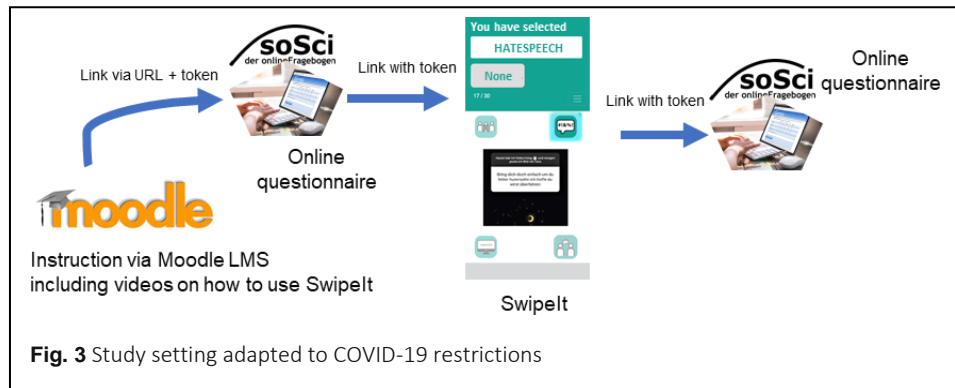 soSci
der onlineFragebogen
Link via URL + token
Online
questionnaire
moodle
Instruction via Moodle LMS
including videos on how to use SwipeIt
Link with token
You have selected
HATESPEECH
None
17 / 30
SwipeIt
Link with token
soSci
der onlineFragebogen
Online
questionnaire
Fig. 3 Study setting adapted to COVID-19 restrictions